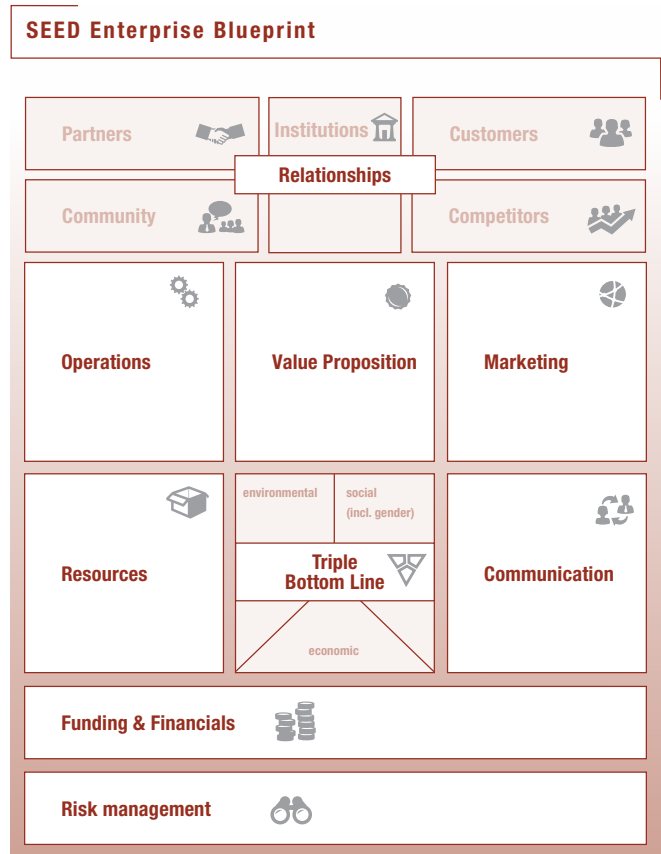 SEED Enterprise Blueprint
Partners
Institutions
Customers
Relationships
Community
Competitors
Operations
Value Proposition
Marketing
Resources
environmental
social
(incl. gender)
Triple
Bottom Line
economic
Communication
Funding & Financials
Risk management